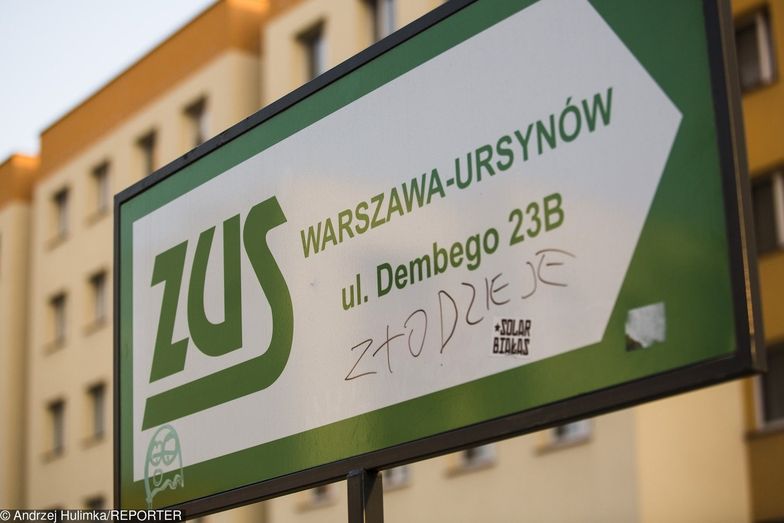 ZUS
WARSZAWA-URSYNÓW
ul. Dembego 23B
ZŁODZIEJE
*SOLAR
BIAŁAS
© Andrzej Hulimka/REPORTER